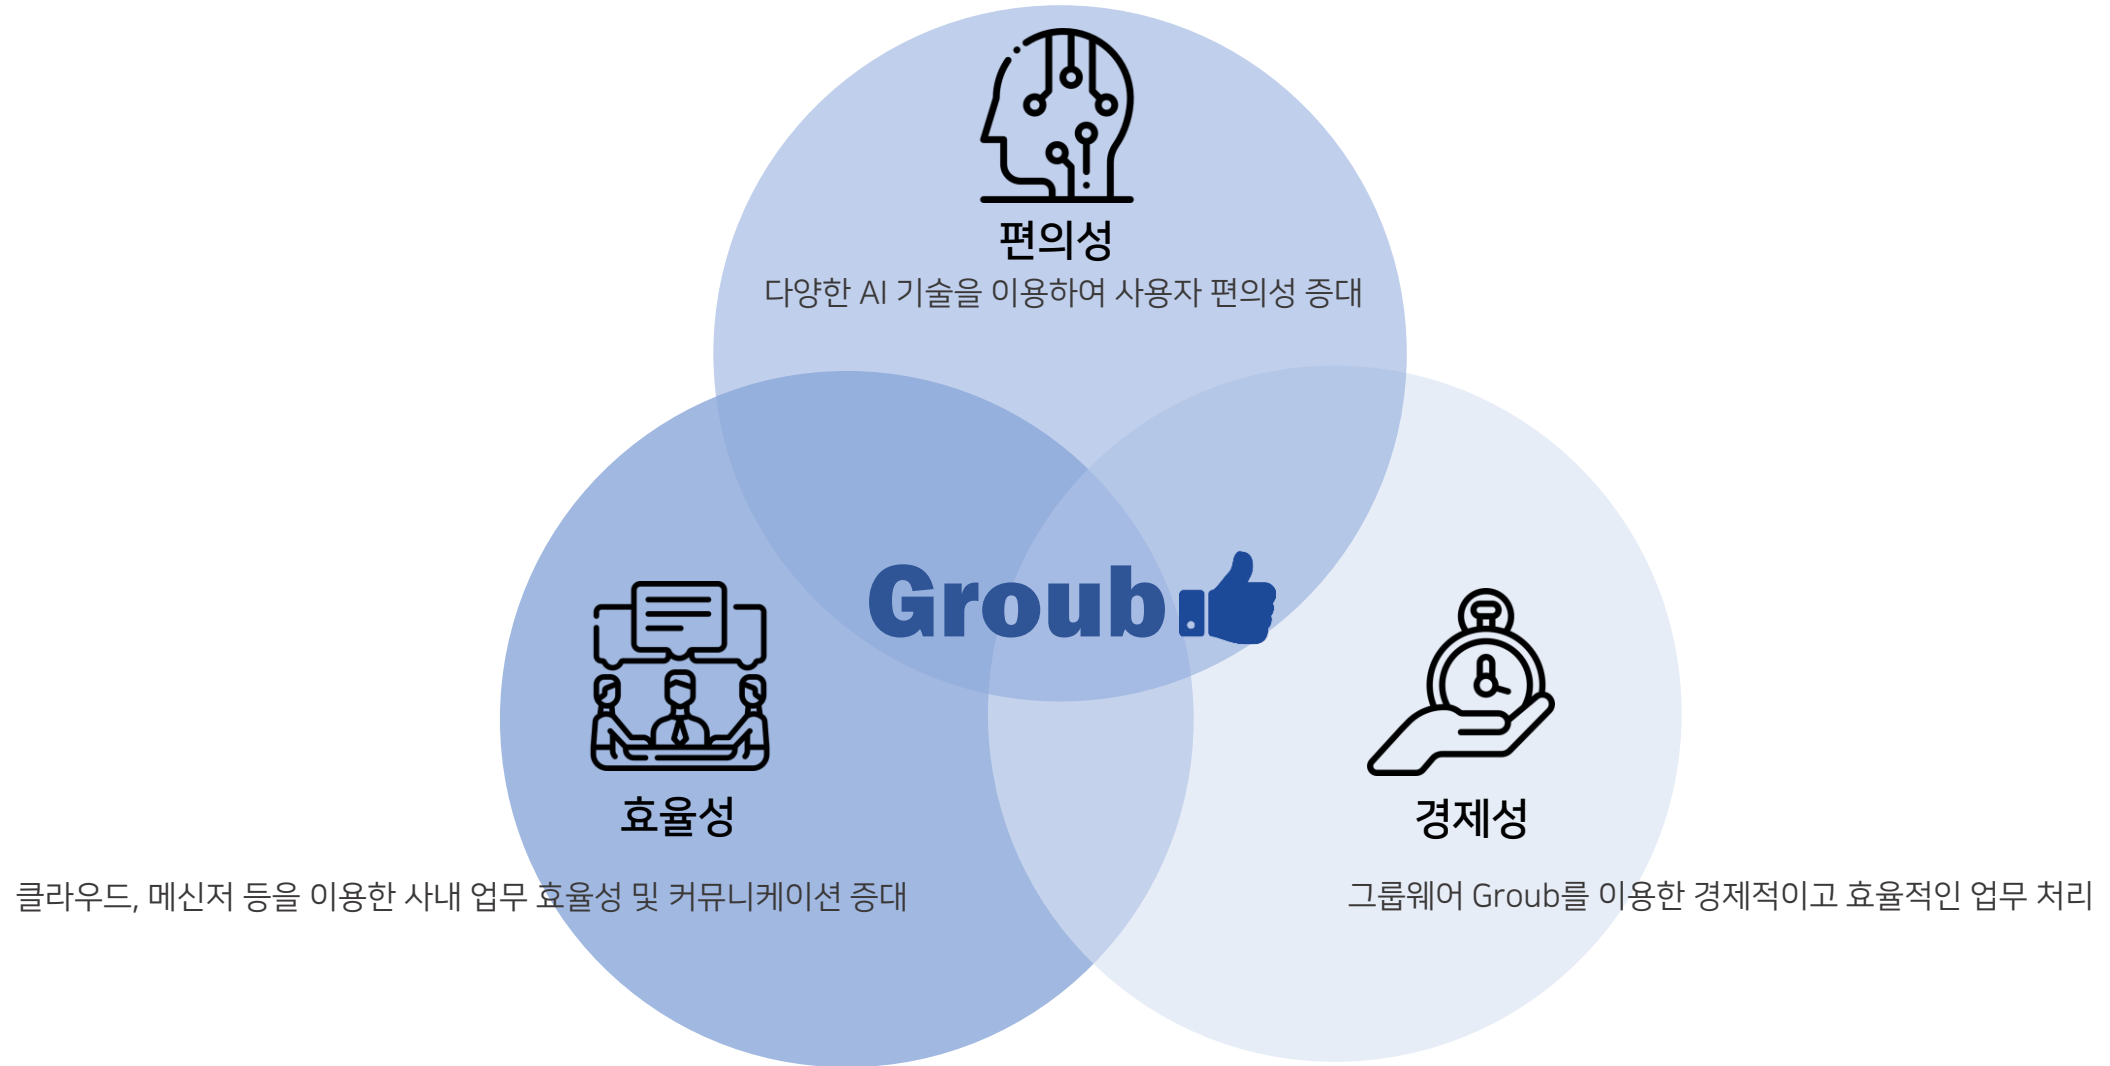 편의성
다양한 AI 기술을 이용하여 사용자 편의성 증대
Groub
효율성
클라우드, 메신저 등을 이용한 사내 업무 효율성 및 커뮤니케이션 증대
경제성
그룹웨어 Groub를 이용한 경제적이고 효율적인 업무 처리